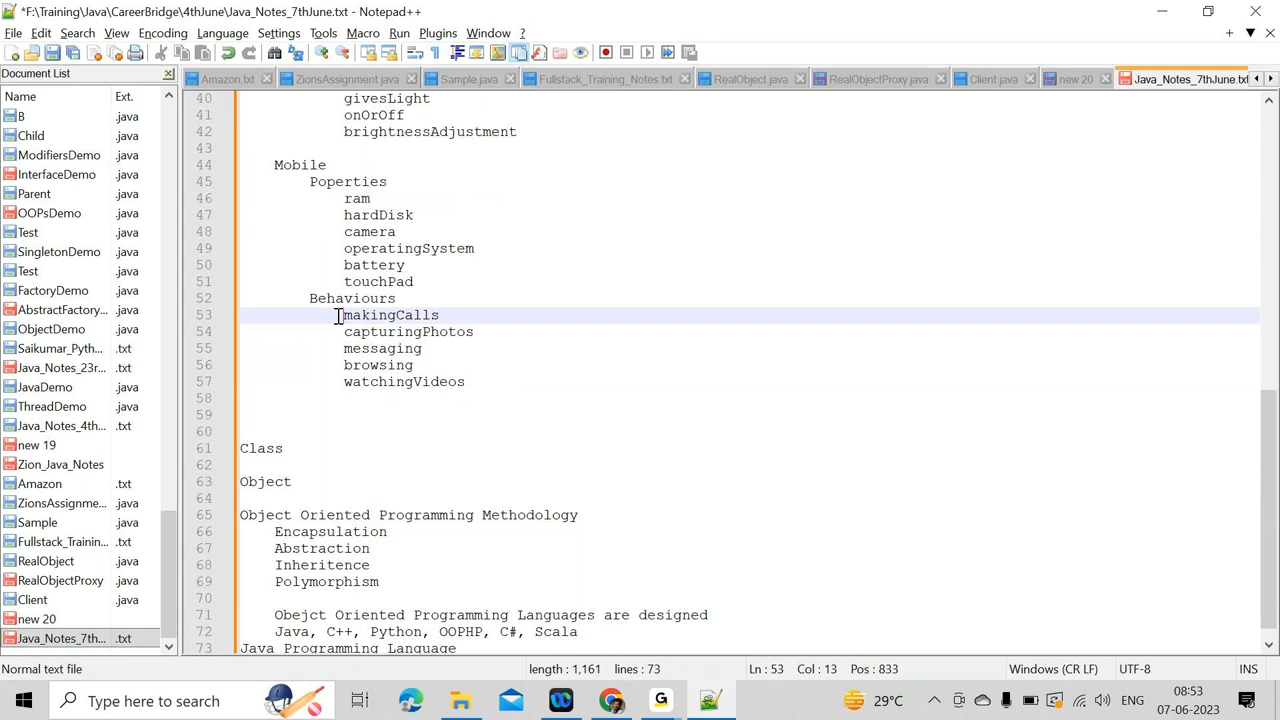 *F:\Training\Java\CareerBridge\4thJune\Java_Notes_7thJune.txt - Notepad++
File Edit Search View Encoding Language Settings Tools Macro Run Plugins Window ?
Document List
Amazon.txt ZionsAssignment.java Sample.java Fullstack_Training_Notes.txt RealObject.java RealObjectProxy.java Client.java new 20 Java_Notes_7thJune.txt
Name Ext.
B .java
Child .java
ModifiersDemo .java
InterfaceDemo .java
Parent .java
OOPsDemo .java
Test .java
SingletonDemo .java
Test .java
FactoryDemo .java
AbstractFactory... .java
ObjectDemo .java
Saikumar_Pyth... .txt
Java_Notes_23r... .txt
JavaDemo .java
ThreadDemo .java
Java_Notes_4th... .txt
new 19
Zion_Java_Notes
Amazon .txt
ZionsAssignme... .java
Sample .java
Fullstack_Trainin... .txt
RealObject .java
RealObjectProxy .java
Client .java
new 20
Java_Notes_7th... .txt
40 givesLight
41 onOrOff
42 brightnessAdjustment
43
44 Mobile
45 Poperties
46 ram
47 hardDisk
48 camera
49 operatingSystem
50 battery
51 touchPad
52 Behaviours
53 makingCalls
54 capturingPhotos
55 messaging
56 browsing
57 watchingVideos
58
59
60
61 Class
62
63 Object
64
65 Object Oriented Programming Methodology
66 Encapsulation
67 Abstraction
68 Inheritence
69 Polymorphism
70
71 Obejct Oriented Programming Languages are designed
72 Java, C++, Python, OOPHP, C#, Scala
73 Java Programming Language
Normal text file length : 1,161 lines : 73 Ln : 53 Col : 13 Pos : 833 Windows (CR LF) UTF-8 INS
Type here to search 29°C ENG 08:53
07-06-2023